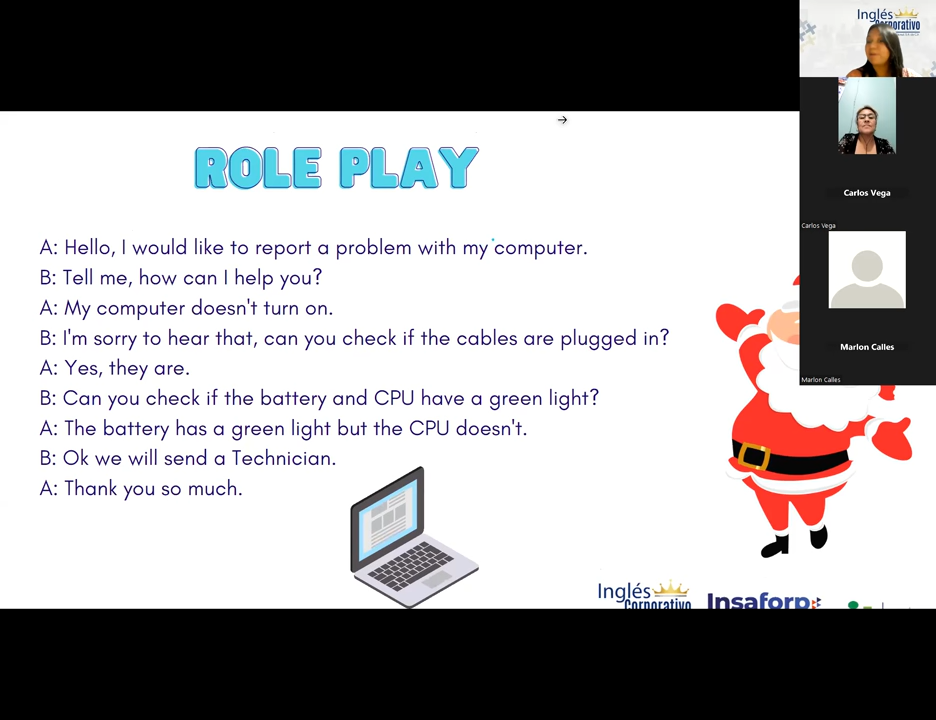 Inglés
Corporativo
ROLE PLAY
A: Hello, I would like to report a problem with my computer.
B: Tell me, how can I help you?
A: My computer doesn't turn on.
B: I'm sorry to hear that, can you check if the cables are plugged in?
A: Yes, they are.
B: Can you check if the battery and CPU have a green light?
A: The battery has a green light but the CPU doesn't.
B: Ok we will send a Technician.
A: Thank you so much.
Carlos Vega
Carlos Vega
Marlon Calles
Marlon Calles
Inglés
Corporativo
Insaforp